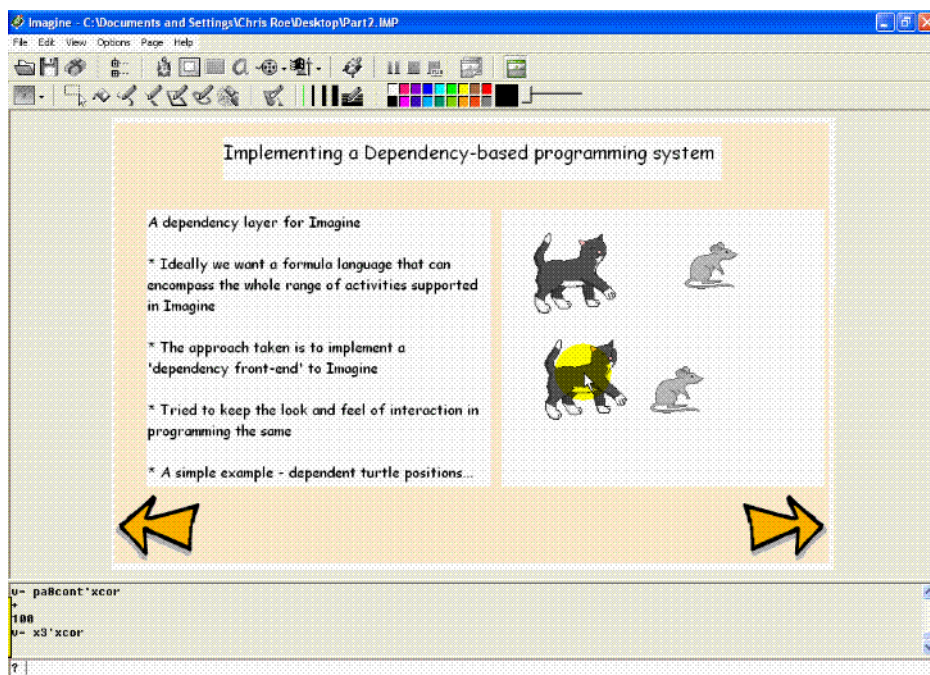 Imagine - C:\Documents and Settings\Chris Roe\Desktop\Part2.IMP
File Edit View Options Page Help
Implementing a Dependency-based programming system
A dependency layer for Imagine
* Ideally we want a formula language that can
encompass the whole range of activities supported
in Imagine
* The approach taken is to implement a
'dependency front-end' to Imagine
* Tried to keep the look and feel of interaction in
programming the same
* A simple example - dependent turtle positions...
v- pa8cont'xcor
+
100
v- x3'xcor
?